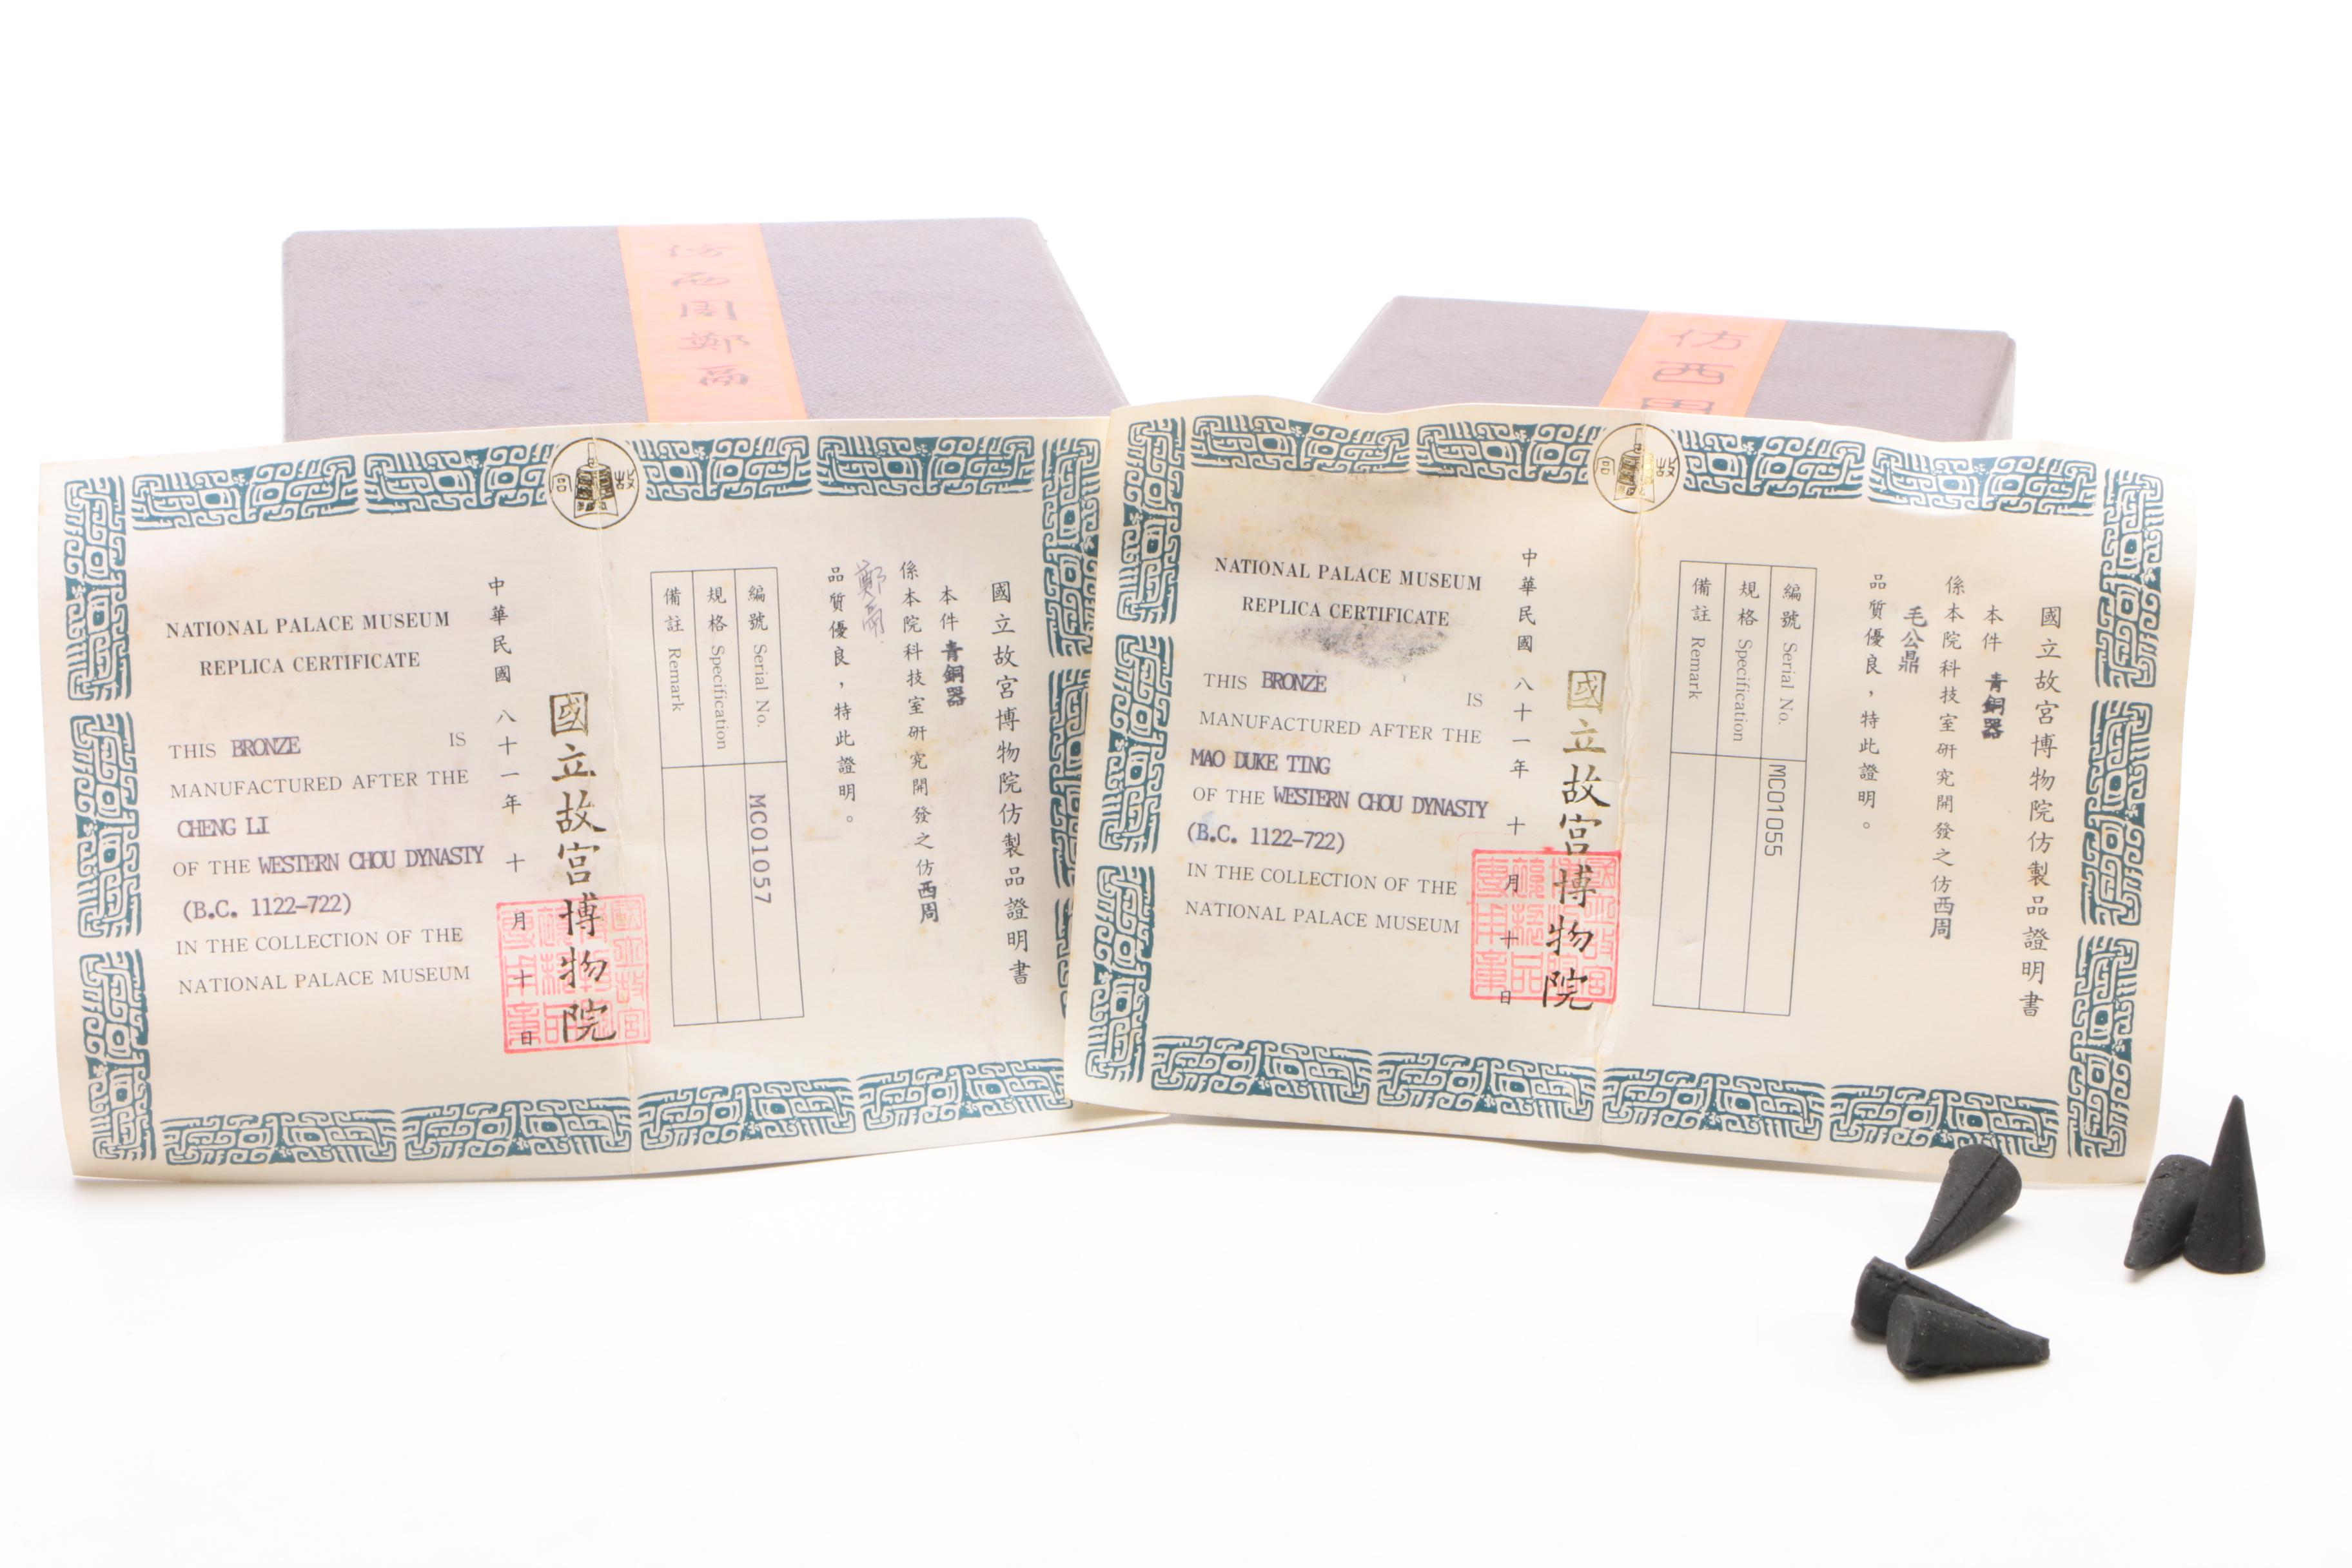 仿西周鄭鬲
仿西周
故宮
NATIONAL PALACE MUSEUM
REPLICA CERTIFICATE
THIS BRONZE IS
MANUFACTURED AFTER THE
CHENG LI
OF THE WESTERN CHOU DYNASTY
(B.C. 1122-722)
IN THE COLLECTION OF THE
NATIONAL PALACE MUSEUM
國立故宮博物院仿製品證明書
本件青銅器
係本院科技室研究開發之仿西周
鄭鬲
品質優良，特此證明。
編號 Serial No. MC01057
規格 Specification
備註 Remark
國立故宮博物院
中華民國八十一年十月十日
故宮
NATIONAL PALACE MUSEUM
REPLICA CERTIFICATE
THIS BRONZE IS
MANUFACTURED AFTER THE
MAO DUKE TING
OF THE WESTERN CHOU DYNASTY
(B.C. 1122-722)
IN THE COLLECTION OF THE
NATIONAL PALACE MUSEUM
國立故宮博物院仿製品證明書
本件青銅器
係本院科技室研究開發之仿西周
毛公鼎
品質優良，特此證明。
編號 Serial No. MC01055
規格 Specification
備註 Remark
國立故宮博物院
中華民國八十一年十月十日